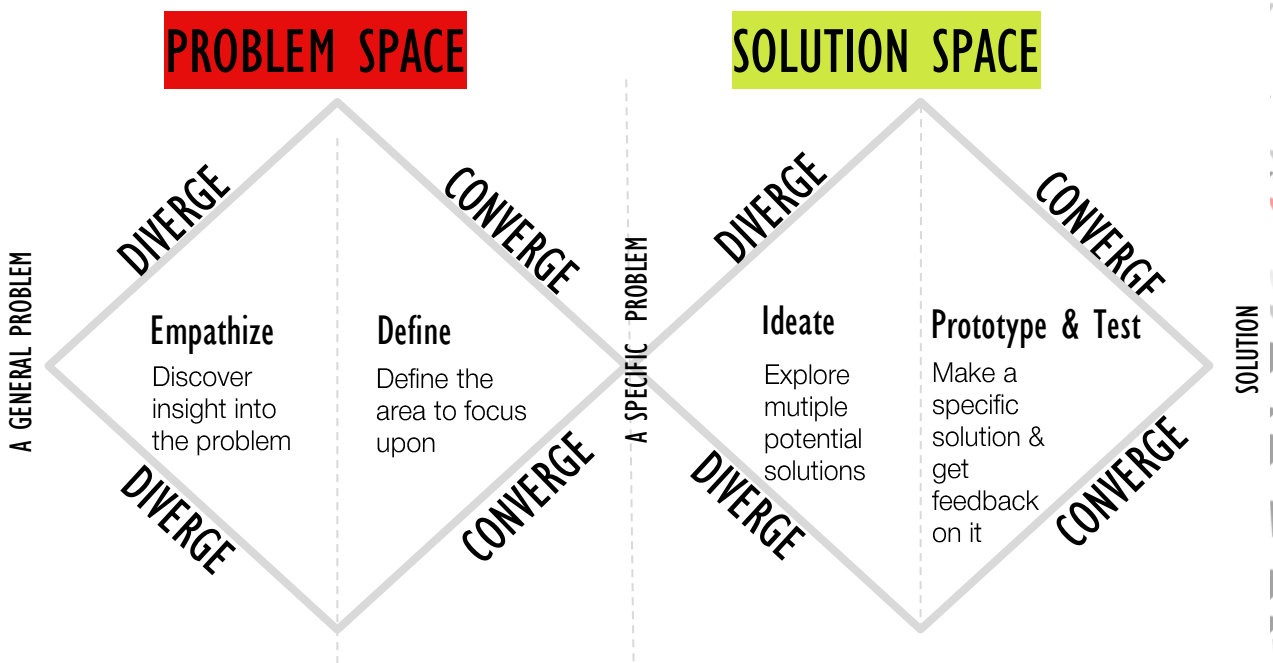 PROBLEM SPACE
SOLUTION SPACE
DIVERGE
CONVERGE
DIVERGE
CONVERGE
A GENERAL PROBLEM
Empathize
Discover
insight into
the problem
Define
Define the
area to focus
upon
A SPECIFIC PROBLEM
Ideate
Explore
mutiple
potential
solutions
Prototype & Test
Make a
specific
solution &
get
feedback
on it
SOLUTION
DIVERGE
CONVERGE
DIVERGE
CONVERGE